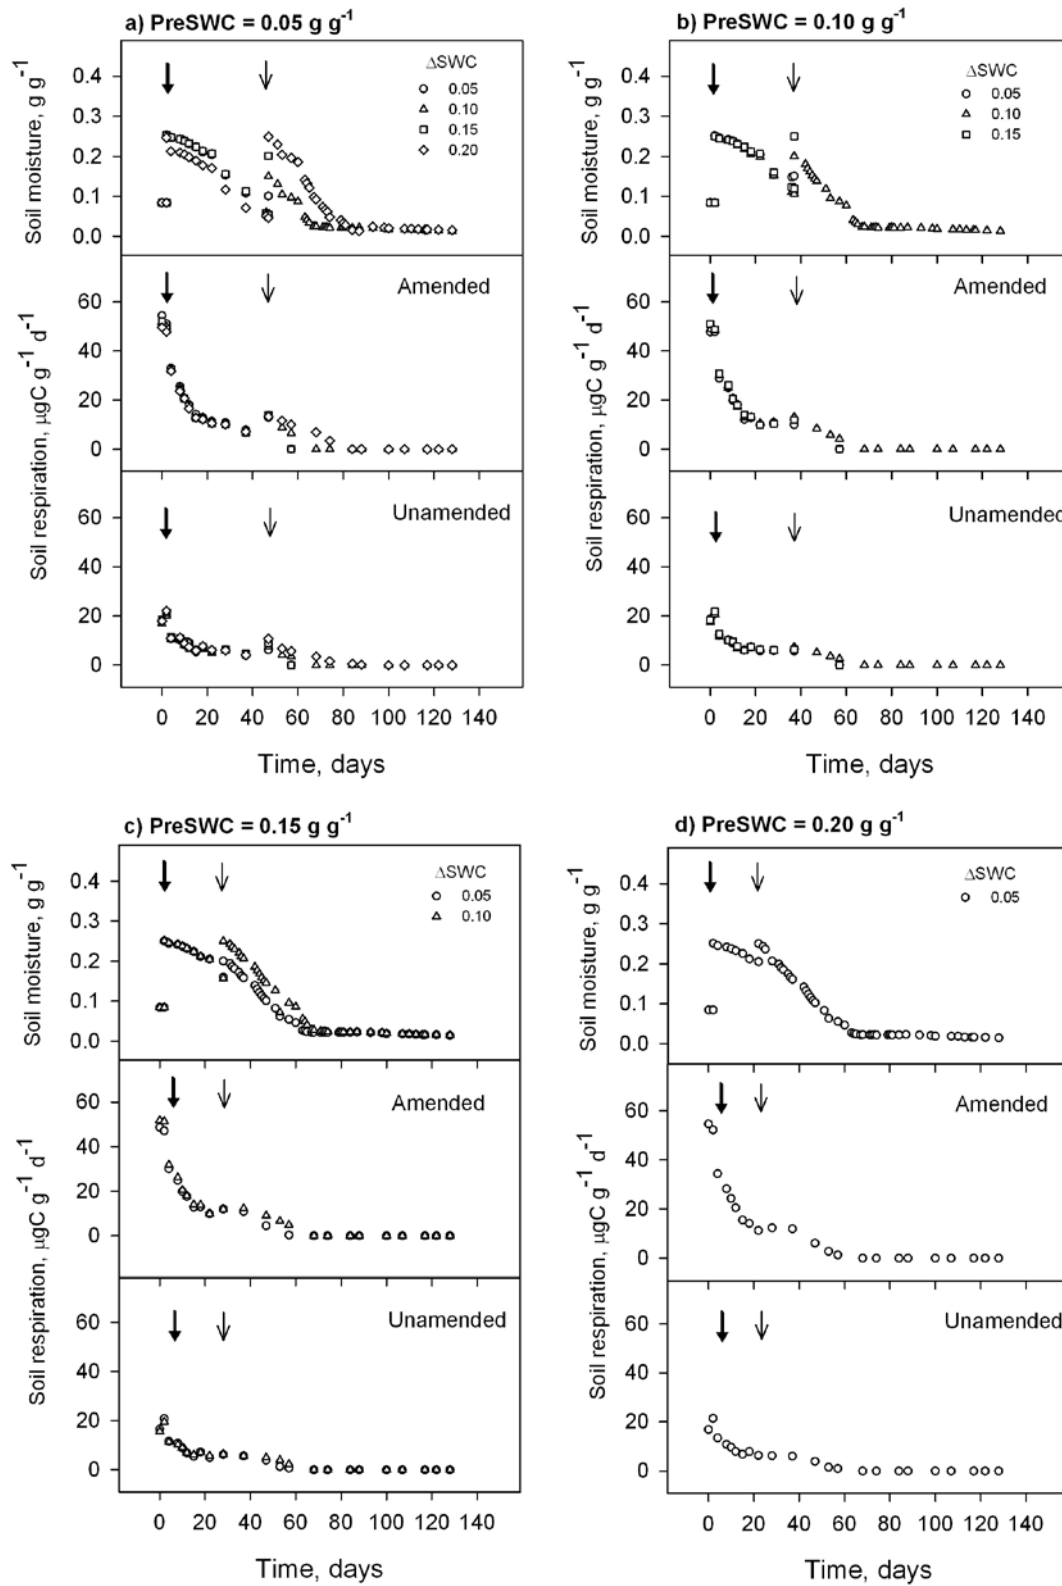 a) PreSWC = 0.05 g g⁻¹
Soil moisture, g g⁻¹
0.4
0.3
0.2
0.1
0.0
ΔSWC
0.05
0.10
0.15
0.20
Soil respiration, µgC g⁻¹ d⁻¹
Amended
60
40
20
0
Unamended
60
40
20
0
0 20 40 60 80 100 120 140
Time, days
b) PreSWC = 0.10 g g⁻¹
Soil moisture, g g⁻¹
0.4
0.3
0.2
0.1
0.0
ΔSWC
0.05
0.10
0.15
Soil respiration, µgC g⁻¹ d⁻¹
Amended
60
40
20
0
Unamended
60
40
20
0
0 20 40 60 80 100 120 140
Time, days
c) PreSWC = 0.15 g g⁻¹
Soil moisture, g g⁻¹
0.4
0.3
0.2
0.1
0.0
ΔSWC
0.05
0.10
Soil respiration, µgC g⁻¹ d⁻¹
Amended
60
40
20
0
Unamended
60
40
20
0
0 20 40 60 80 100 120 140
Time, days
d) PreSWC = 0.20 g g⁻¹
Soil moisture, g g⁻¹
0.4
0.3
0.2
0.1
0.0
ΔSWC
0.05
Soil respiration, µgC g⁻¹ d⁻¹
Amended
60
40
20
0
Unamended
60
40
20
0
0 20 40 60 80 100 120 140
Time, days